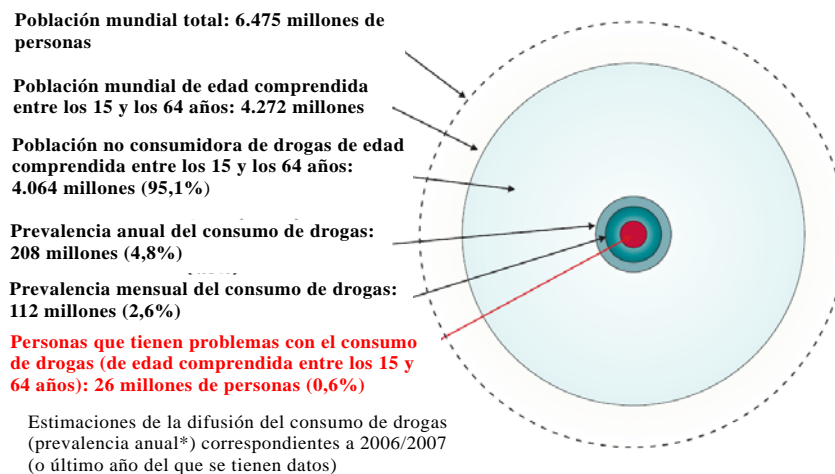 Población mundial total: 6.475 millones de
personas
Población mundial de edad comprendida
entre los 15 y los 64 años: 4.272 millones
Población no consumidora de drogas de edad
comprendida entre los 15 y los 64 años:
4.064 millones (95,1%)
Prevalencia anual del consumo de drogas:
208 millones (4,8%)
Prevalencia mensual del consumo de drogas:
112 millones (2,6%)
Personas que tienen problemas con el consumo
de drogas (de edad comprendida entre los 15 y
64 años): 26 millones de personas (0,6%)
Estimaciones de la difusión del consumo de drogas
(prevalencia anual*) correspondientes a 2006/2007
(o último año del que se tienen datos)